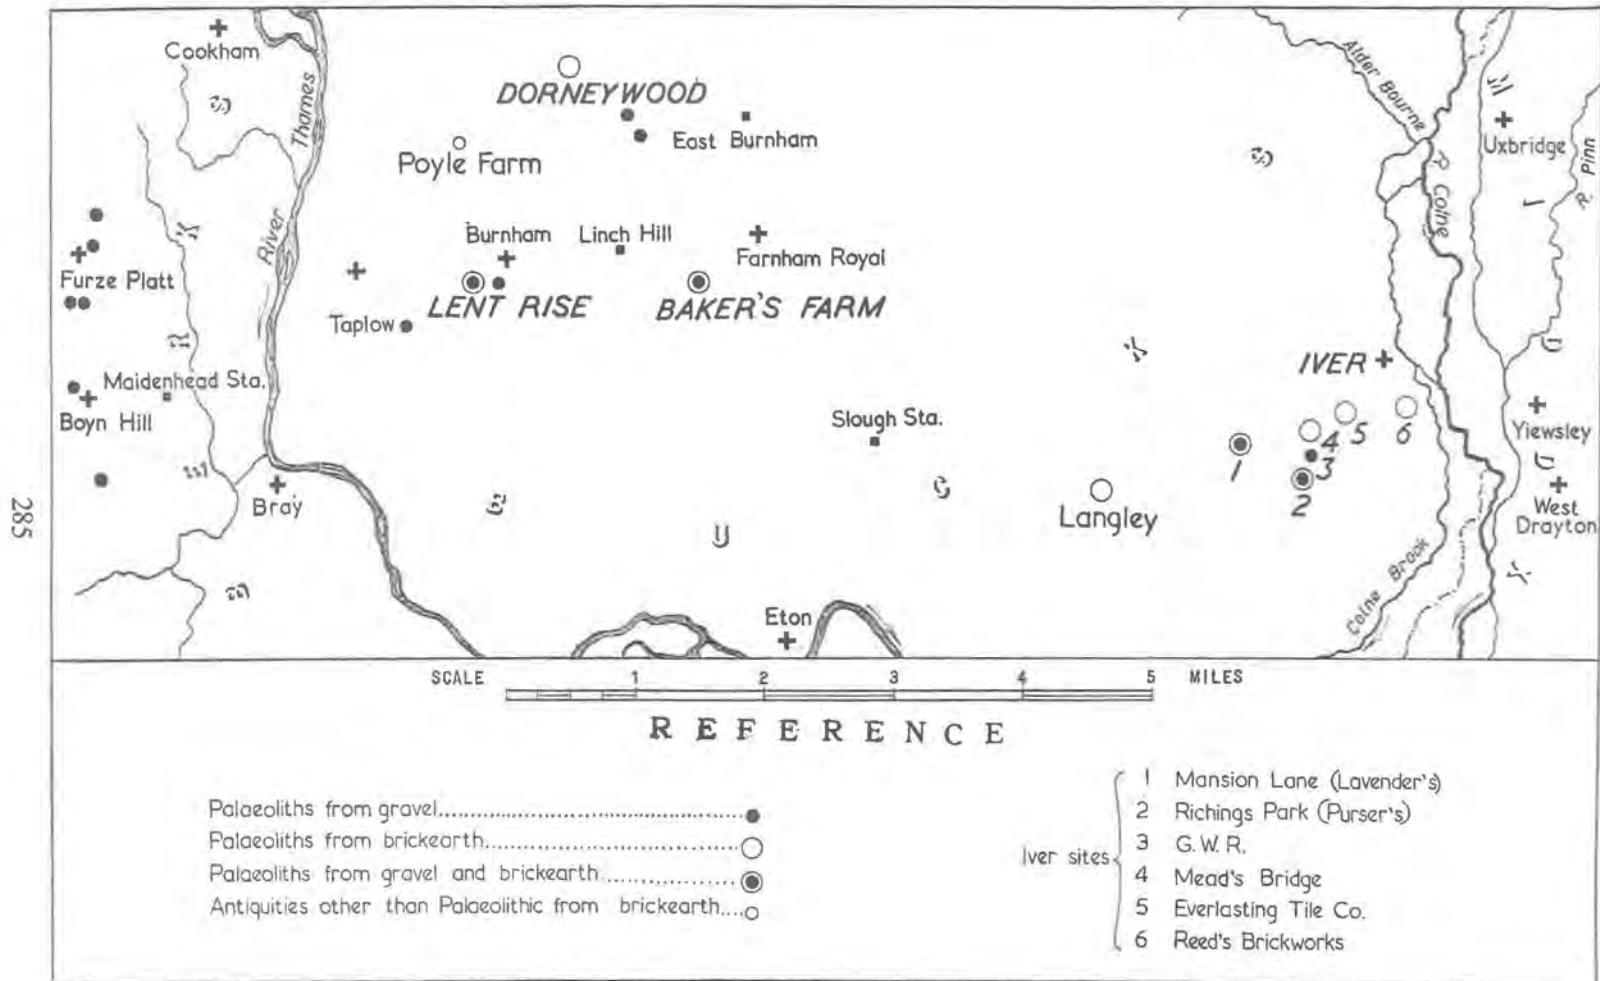 Cookham
River Thames
DORNEYWOOD
East Burnham
Poyle Farm
Alder Bourne
R Colne
Uxbridge
R. Pinn
Furze Platt
Burnham
Linch Hill
Farnham Royal
Taplow
LENT RISE
BAKER'S FARM
Maidenhead Sta.
Boyn Hill
Slough Sta.
IVER
4
5
6
1
3
2
Yiewsley
Bray
Langley
West
Drayton
Colne Brook
Eton
285
SCALE 1 2 3 4 5 MILES
REFERENCE
Palaeoliths from gravel
Palaeoliths from brickearth
Palaeoliths from gravel and brickearth
Antiquities other than Palaeolithic from brickearth
Iver sites
1 Mansion Lane (Lavender's)
2 Richings Park (Purser's)
3 G.W.R.
4 Mead's Bridge
5 Everlasting Tile Co.
6 Reed's Brickworks